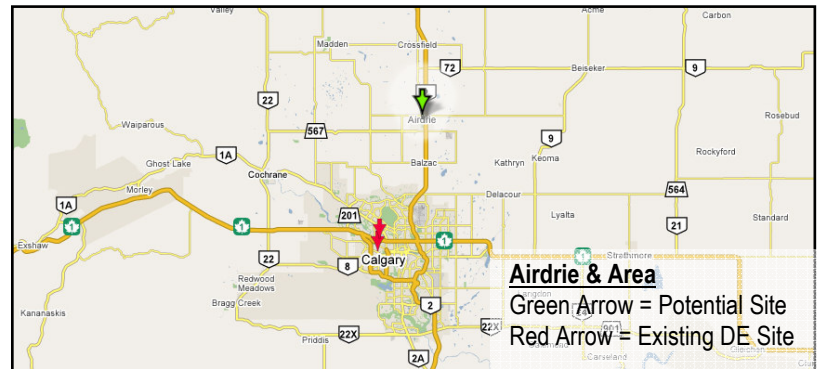 Valley
Acme
Carbon
Madden
Crossfield
72
Beiseker
9
22
Airdrie
Rosebud
Waiparous
567
9
1A
Ghost Lake
Balzac
Kathryn
Keoma
Rockyford
Cochrane
Morley
Delacour
564
1A
201
Lyalta
1
1
21
Standard
Exshaw
1
Calgary
1
Strathmore
22
8
Redwood
Meadows
Airdrie & Area
Langdon
24
Kananaskis
Bragg Creek
2
Green Arrow = Potential Site
22X
Priddis
22X
901
Red Arrow = Existing DE Site
2A
Carseland